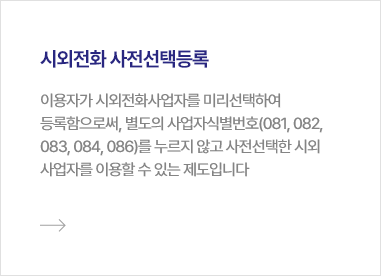 시외전화 사전선택등록
이용자가 시외전화사업자를 미리선택하여
등록함으로써, 별도의 사업자식별번호(081, 082,
083, 084, 086)를 누르지 않고 사전선택한 시외
사업자를 이용할 수 있는 제도입니다